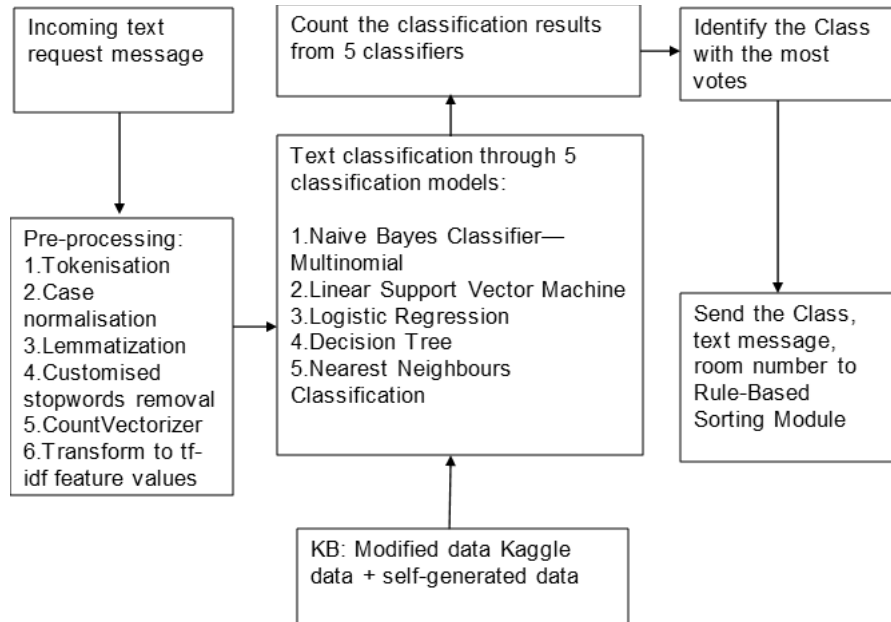 Incoming text
request message
Count the classification results
from 5 classifiers
Identify the Class
with the most
votes
Pre-processing:
1.Tokenisation
2.Case
normalisation
3.Lemmatization
4.Customised
stopwords removal
5.CountVectorizer
6.Transform to tf-
idf feature values
Text classification through 5
classification models:
1.Naive Bayes Classifier—
Multinomial
2.Linear Support Vector Machine
3.Logistic Regression
4.Decision Tree
5.Nearest Neighbours
Classification
Send the Class,
text message,
room number to
Rule-Based
Sorting Module
KB: Modified data Kaggle
data + self-generated data